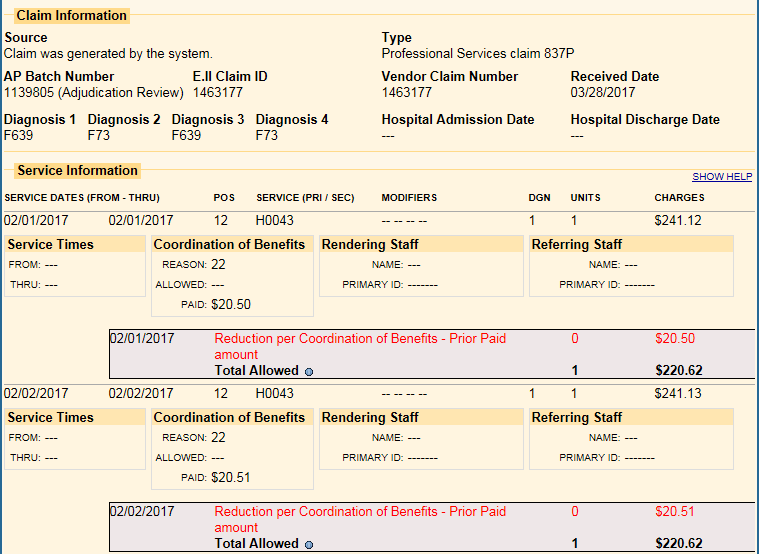 Claim Information
Source Type
Claim was generated by the system. Professional Services claim 837P
AP Batch Number E.II Claim ID Vendor Claim Number Received Date
1139805 (Adjudication Review) 1463177 1463177 03/28/2017
Diagnosis 1 Diagnosis 2 Diagnosis 3 Diagnosis 4 Hospital Admission Date Hospital Discharge Date
F639 F73 F639 F73 --- ---
Service Information
SHOW HELP
SERVICE DATES (FROM - THRU) POS SERVICE (PRI / SEC) MODIFIERS DGN UNITS CHARGES
02/01/2017 02/01/2017 12 H0043 -- -- -- -- 1 1 $241.12
Service Times Coordination of Benefits Rendering Staff Referring Staff
FROM: --- REASON: 22 NAME: --- NAME: ---
THRU: --- ALLOWED: --- PRIMARY ID: ------- PRIMARY ID: -------
PAID: $20.50
02/01/2017 Reduction per Coordination of Benefits - Prior Paid 0 $20.50
amount
Total Allowed 1 $220.62
02/02/2017 02/02/2017 12 H0043 -- -- -- -- 1 1 $241.13
Service Times Coordination of Benefits Rendering Staff Referring Staff
FROM: --- REASON: 22 NAME: --- NAME: ---
THRU: --- ALLOWED: --- PRIMARY ID: ------- PRIMARY ID: -------
PAID: $20.51
02/02/2017 Reduction per Coordination of Benefits - Prior Paid 0 $20.51
amount
Total Allowed 1 $220.62